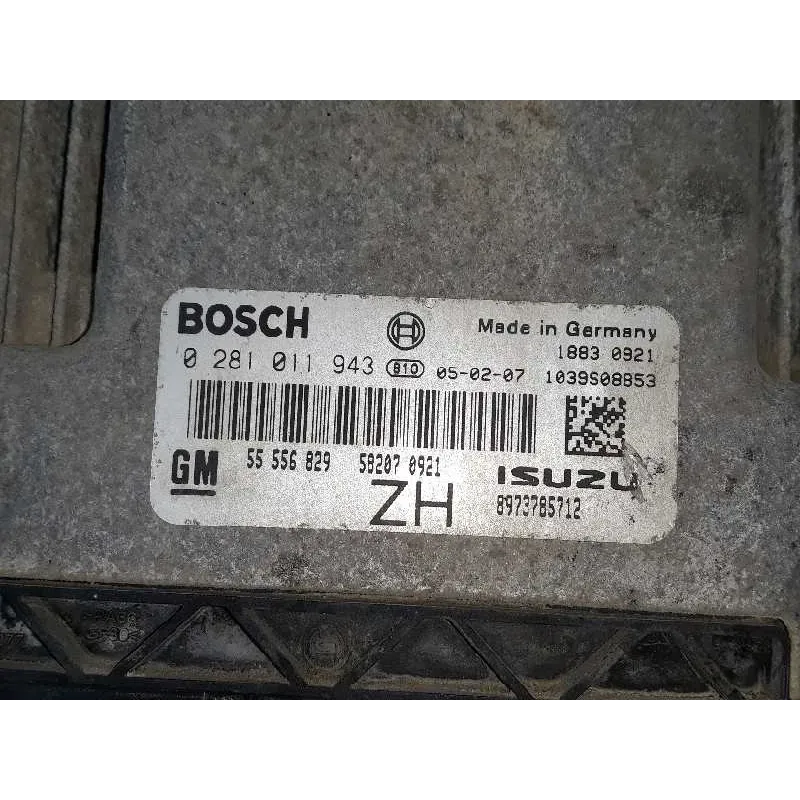 BOSCH
Made in Germany
1883 0921
0 281 011 943 B10 05-02-07 1039S08853
GM 55 556 829 58207 0921 ISUZU
ZH 8973785712